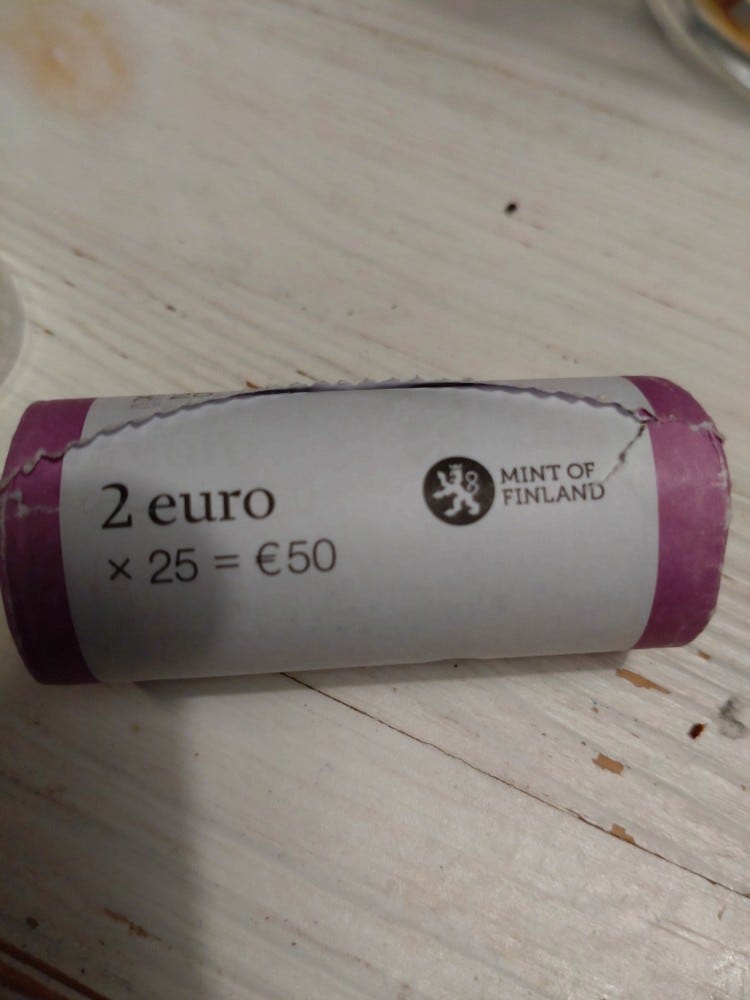 2 euro
× 25 = €50
MINT OF
FINLAND